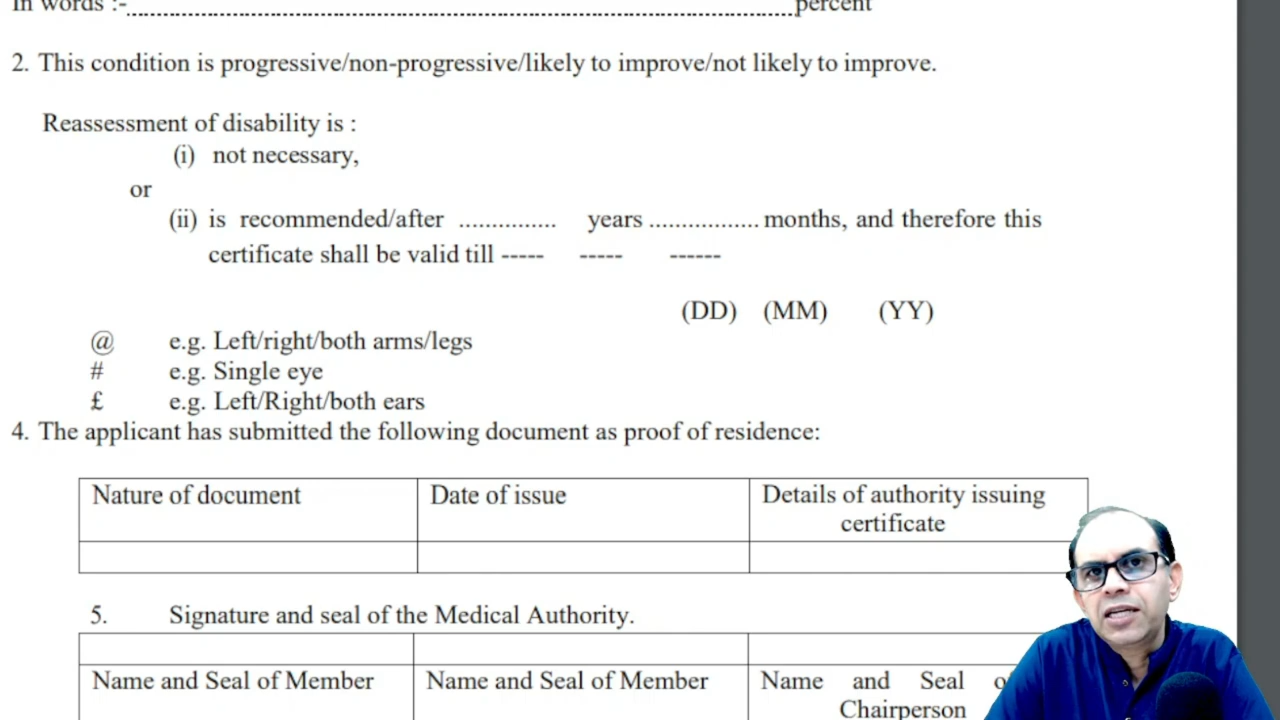 In words :- percent
2. This condition is progressive/non-progressive/likely to improve/not likely to improve.
Reassessment of disability is :
(i) not necessary,
or
(ii) is recommended/after ............... years ................. months, and therefore this
certificate shall be valid till ----- ----- ------
(DD) (MM) (YY)
@ e.g. Left/right/both arms/legs
# e.g. Single eye
£ e.g. Left/Right/both ears
4. The applicant has submitted the following document as proof of residence:
Nature of document Date of issue Details of authority issuing
certificate
5. Signature and seal of the Medical Authority.
Name and Seal of Member Name and Seal of Member Name and Seal
Chairperson